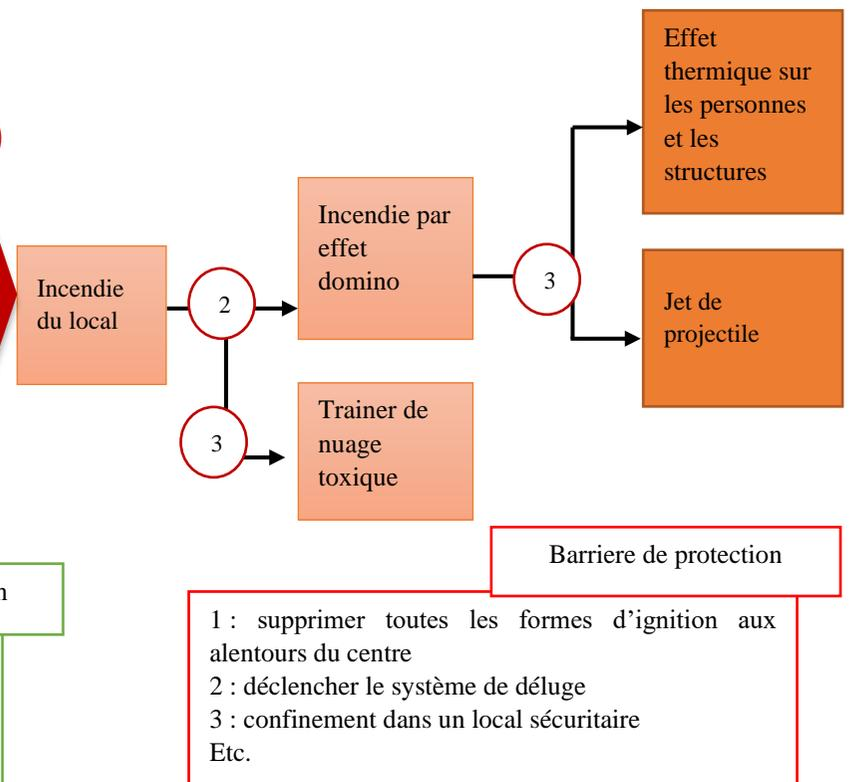 Effet
thermique sur
les personnes
et les
structures
Incendie par
effet
domino
Incendie
du local
2
3
Jet de
projectile
Trainer de
nuage
toxique
3
Barriere de protection
n
1 : supprimer toutes les formes d’ignition aux
alentours du centre
2 : déclencher le système de déluge
3 : confinement dans un local sécuritaire
Etc.